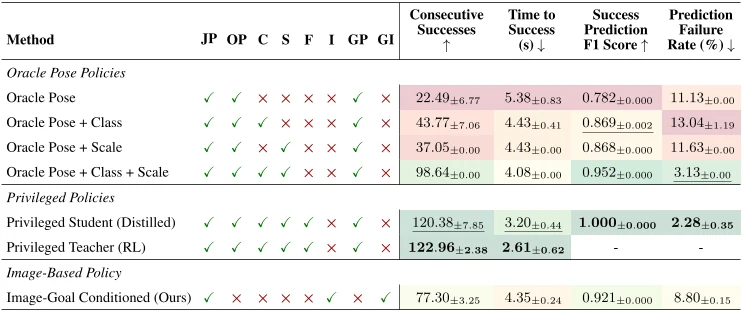 Method JP OP C S F I GP GI Consecutive Successes ↑ Time to Success (s) ↓ Success Prediction F1 Score ↑ Prediction Failure Rate (%) ↓
Oracle Pose Policies
Oracle Pose ✓ ✓ × × × × ✓ × 22.49±6.77 5.38±0.83 0.782±0.000 11.13±0.00
Oracle Pose + Class ✓ ✓ ✓ × × × ✓ × 43.77±7.06 4.43±0.41 0.869±0.002 13.04±1.19
Oracle Pose + Scale ✓ ✓ × ✓ × × ✓ × 37.05±0.00 4.43±0.00 0.868±0.000 11.63±0.00
Oracle Pose + Class + Scale ✓ ✓ ✓ ✓ × × ✓ × 98.64±0.00 4.08±0.00 0.952±0.000 3.13±0.00
Privileged Policies
Privileged Student (Distilled) ✓ ✓ ✓ ✓ ✓ × ✓ × 120.38±7.85 3.20±0.44 1.000±0.000 2.28±0.35
Privileged Teacher (RL) ✓ ✓ ✓ ✓ ✓ × ✓ × 122.96±2.38 2.61±0.62 - -
Image-Based Policy
Image-Goal Conditioned (Ours) ✓ × × × × ✓ × ✓ 77.30±3.25 4.35±0.24 0.921±0.000 8.80±0.15